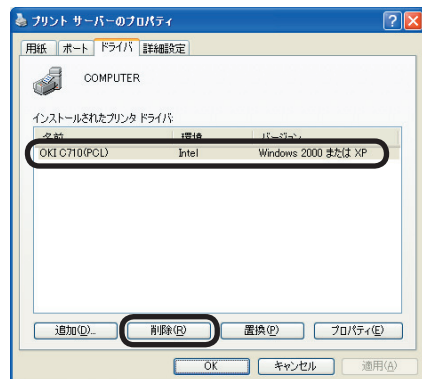 プリント サーバーのプロパティ
用紙 ポート ドライバ 詳細設定
COMPUTER
インストールされたプリンタ ドライバ:
名前 環境 バージョン
OKI C710(PCL) Intel Windows 2000 または XP
追加(D)... 削除(R) 置換(P) プロパティ(E)
OK キャンセル 適用(A)